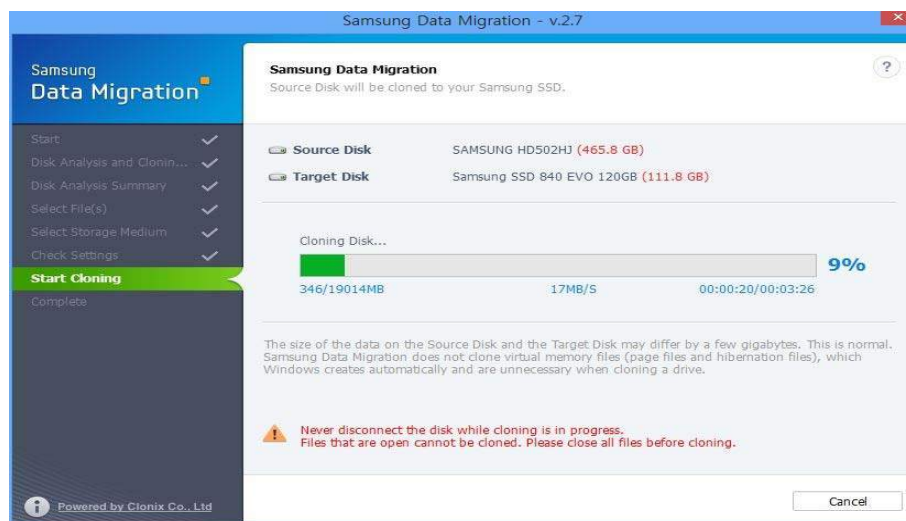 Samsung Data Migration - v.2.7
Samsung
Data Migration
Samsung Data Migration
Source Disk will be cloned to your Samsung SSD.
?
Start
Disk Analysis and Clonin...
Disk Analysis Summary
Select File(s)
Select Storage Medium
Check Settings
Start Cloning
Complete
Source Disk SAMSUNG HD502HJ (465.8 GB)
Target Disk Samsung SSD 840 EVO 120GB (111.8 GB)
Cloning Disk...
9%
346/19014MB 17MB/S 00:00:20/00:03:26
The size of the data on the Source Disk and the Target Disk may differ by a few gigabytes. This is normal.
Samsung Data Migration does not clone virtual memory files (page files and hibernation files), which
Windows creates automatically and are unnecessary when cloning a drive.
Never disconnect the disk while cloning is in progress.
Files that are open cannot be cloned. Please close all files before cloning.
Powered by Clonix Co., Ltd
Cancel